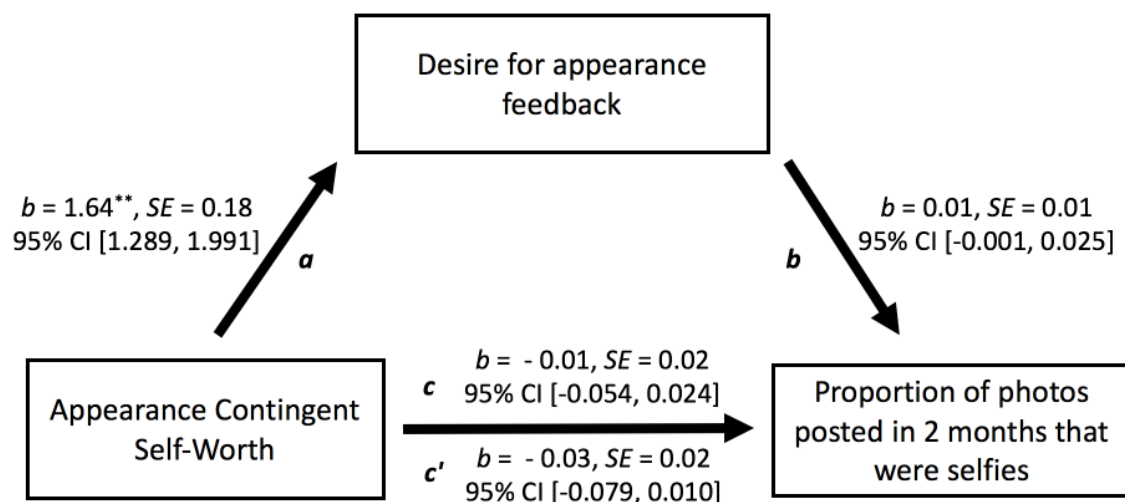 Desire for appearance
feedback
b = 1.64**, SE = 0.18
95% CI [1.289, 1.991]
a
b = 0.01, SE = 0.01
95% CI [-0.001, 0.025]
b
Appearance Contingent
Self-Worth
c
b = - 0.01, SE = 0.02
95% CI [-0.054, 0.024]
c'
b = - 0.03, SE = 0.02
95% CI [-0.079, 0.010]
Proportion of photos
posted in 2 months that
were selfies